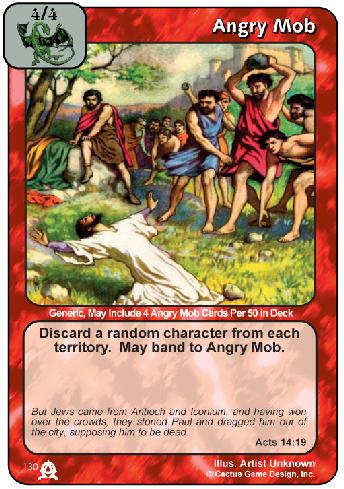 4/4
Angry Mob
Generic, May Include 4 Angry Mob Cards Per 50 in Deck
Discard a random character from each
territory. May band to Angry Mob.
But Jews came from Antioch and Iconium, and having won
over the crowds, they stoned Paul and dragged him out of
the city, supposing him to be dead.
Acts 14:19
130
Illus. Artist Unknown
© Cactus Game Design, Inc.